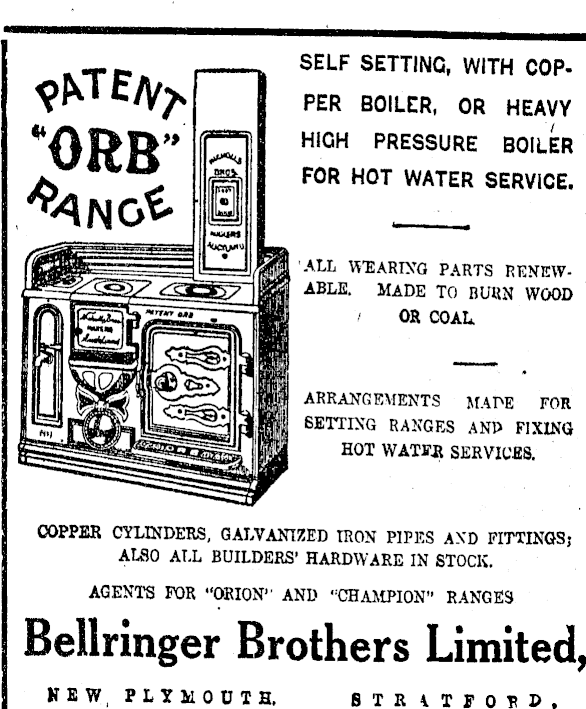 PATENT
"ORB"
RANGE
NICHOLLS
BROS.
MAKERS
AUCKLAND
PATENT ORB
MAKERS
SELF SETTING, WITH COP-
PER BOILER, OR HEAVY
HIGH PRESSURE BOILER
FOR HOT WATER SERVICE.
ALL WEARING PARTS RENEW-
ABLE. MADE TO BURN WOOD
OR COAL
ARRANGEMENTS MADE FOR
SETTING RANGES AND FIXING
HOT WATER SERVICES.
COPPER CYLINDERS, GALVANIZED IRON PIPES AND FITTINGS;
ALSO ALL BUILDERS' HARDWARE IN STOCK.
AGENTS FOR "ORION" AND "CHAMPION" RANGES
Bellringer Brothers Limited,
NEW PLYMOUTH. STRATFORD,